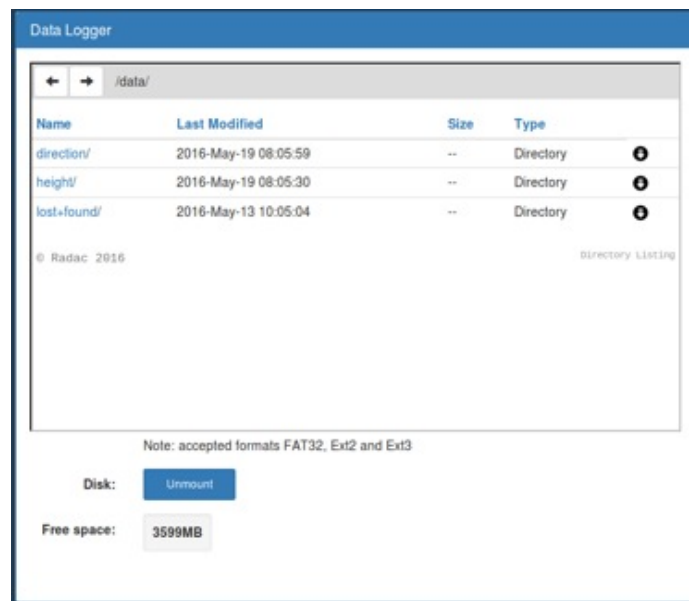 Data Logger
/data/
Name Last Modified Size Type
direction/ 2016-May-19 08:05:59 -- Directory
height/ 2016-May-19 08:05:30 -- Directory
lost+found/ 2016-May-13 10:05:04 -- Directory
© Radac 2016 Directory Listing
Note: accepted formats FAT32, Ext2 and Ext3
Disk: Unmount
Free space: 3599MB